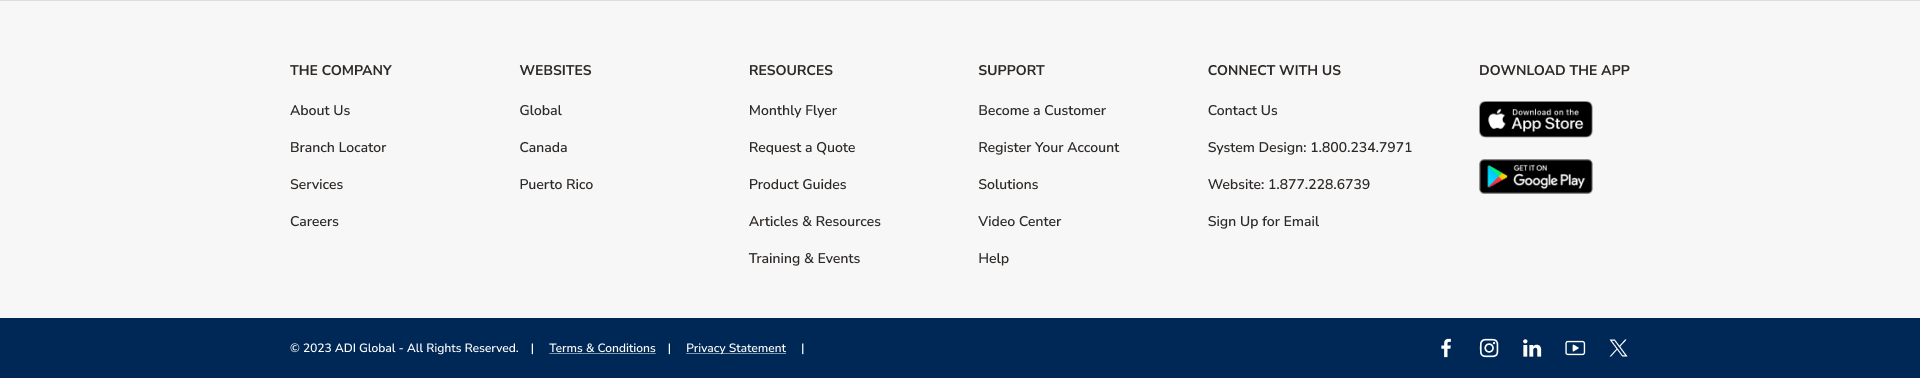 THE COMPANY
About Us
Branch Locator
Services
Careers
WEBSITES
Global
Canada
Puerto Rico
RESOURCES
Monthly Flyer
Request a Quote
Product Guides
Articles & Resources
Training & Events
SUPPORT
Become a Customer
Register Your Account
Solutions
Video Center
Help
CONNECT WITH US
Contact Us
System Design: 1.800.234.7971
Website: 1.877.228.6739
Sign Up for Email
DOWNLOAD THE APP
Download on the
App Store
GET IT ON
Google Play
© 2023 ADI Global - All Rights Reserved. | Terms & Conditions | Privacy Statement |